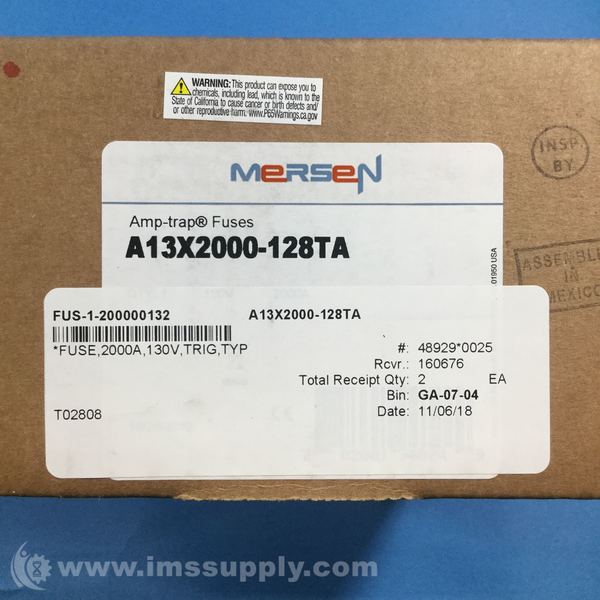 WARNING: This product can expose you to
chemicals, including lead, which is known to the
State of California to cause cancer or birth defects and/
or other reproductive harm. www.P65Warnings.ca.gov
INSP.
BY
MERSEN
Amp-trap® Fuses
A13X2000-128TA
01950 USA
ASSEMBLE
in
MEXICO
FUS-1-200000132 A13X2000-128TA
*FUSE,2000A,130V,TRIG,TYP
#: 48929*0025
Rcvr.: 160676
Total Receipt Qty: 2 EA
Bin: GA-07-04
T02808
Date: 11/06/18
www.imssupply.com